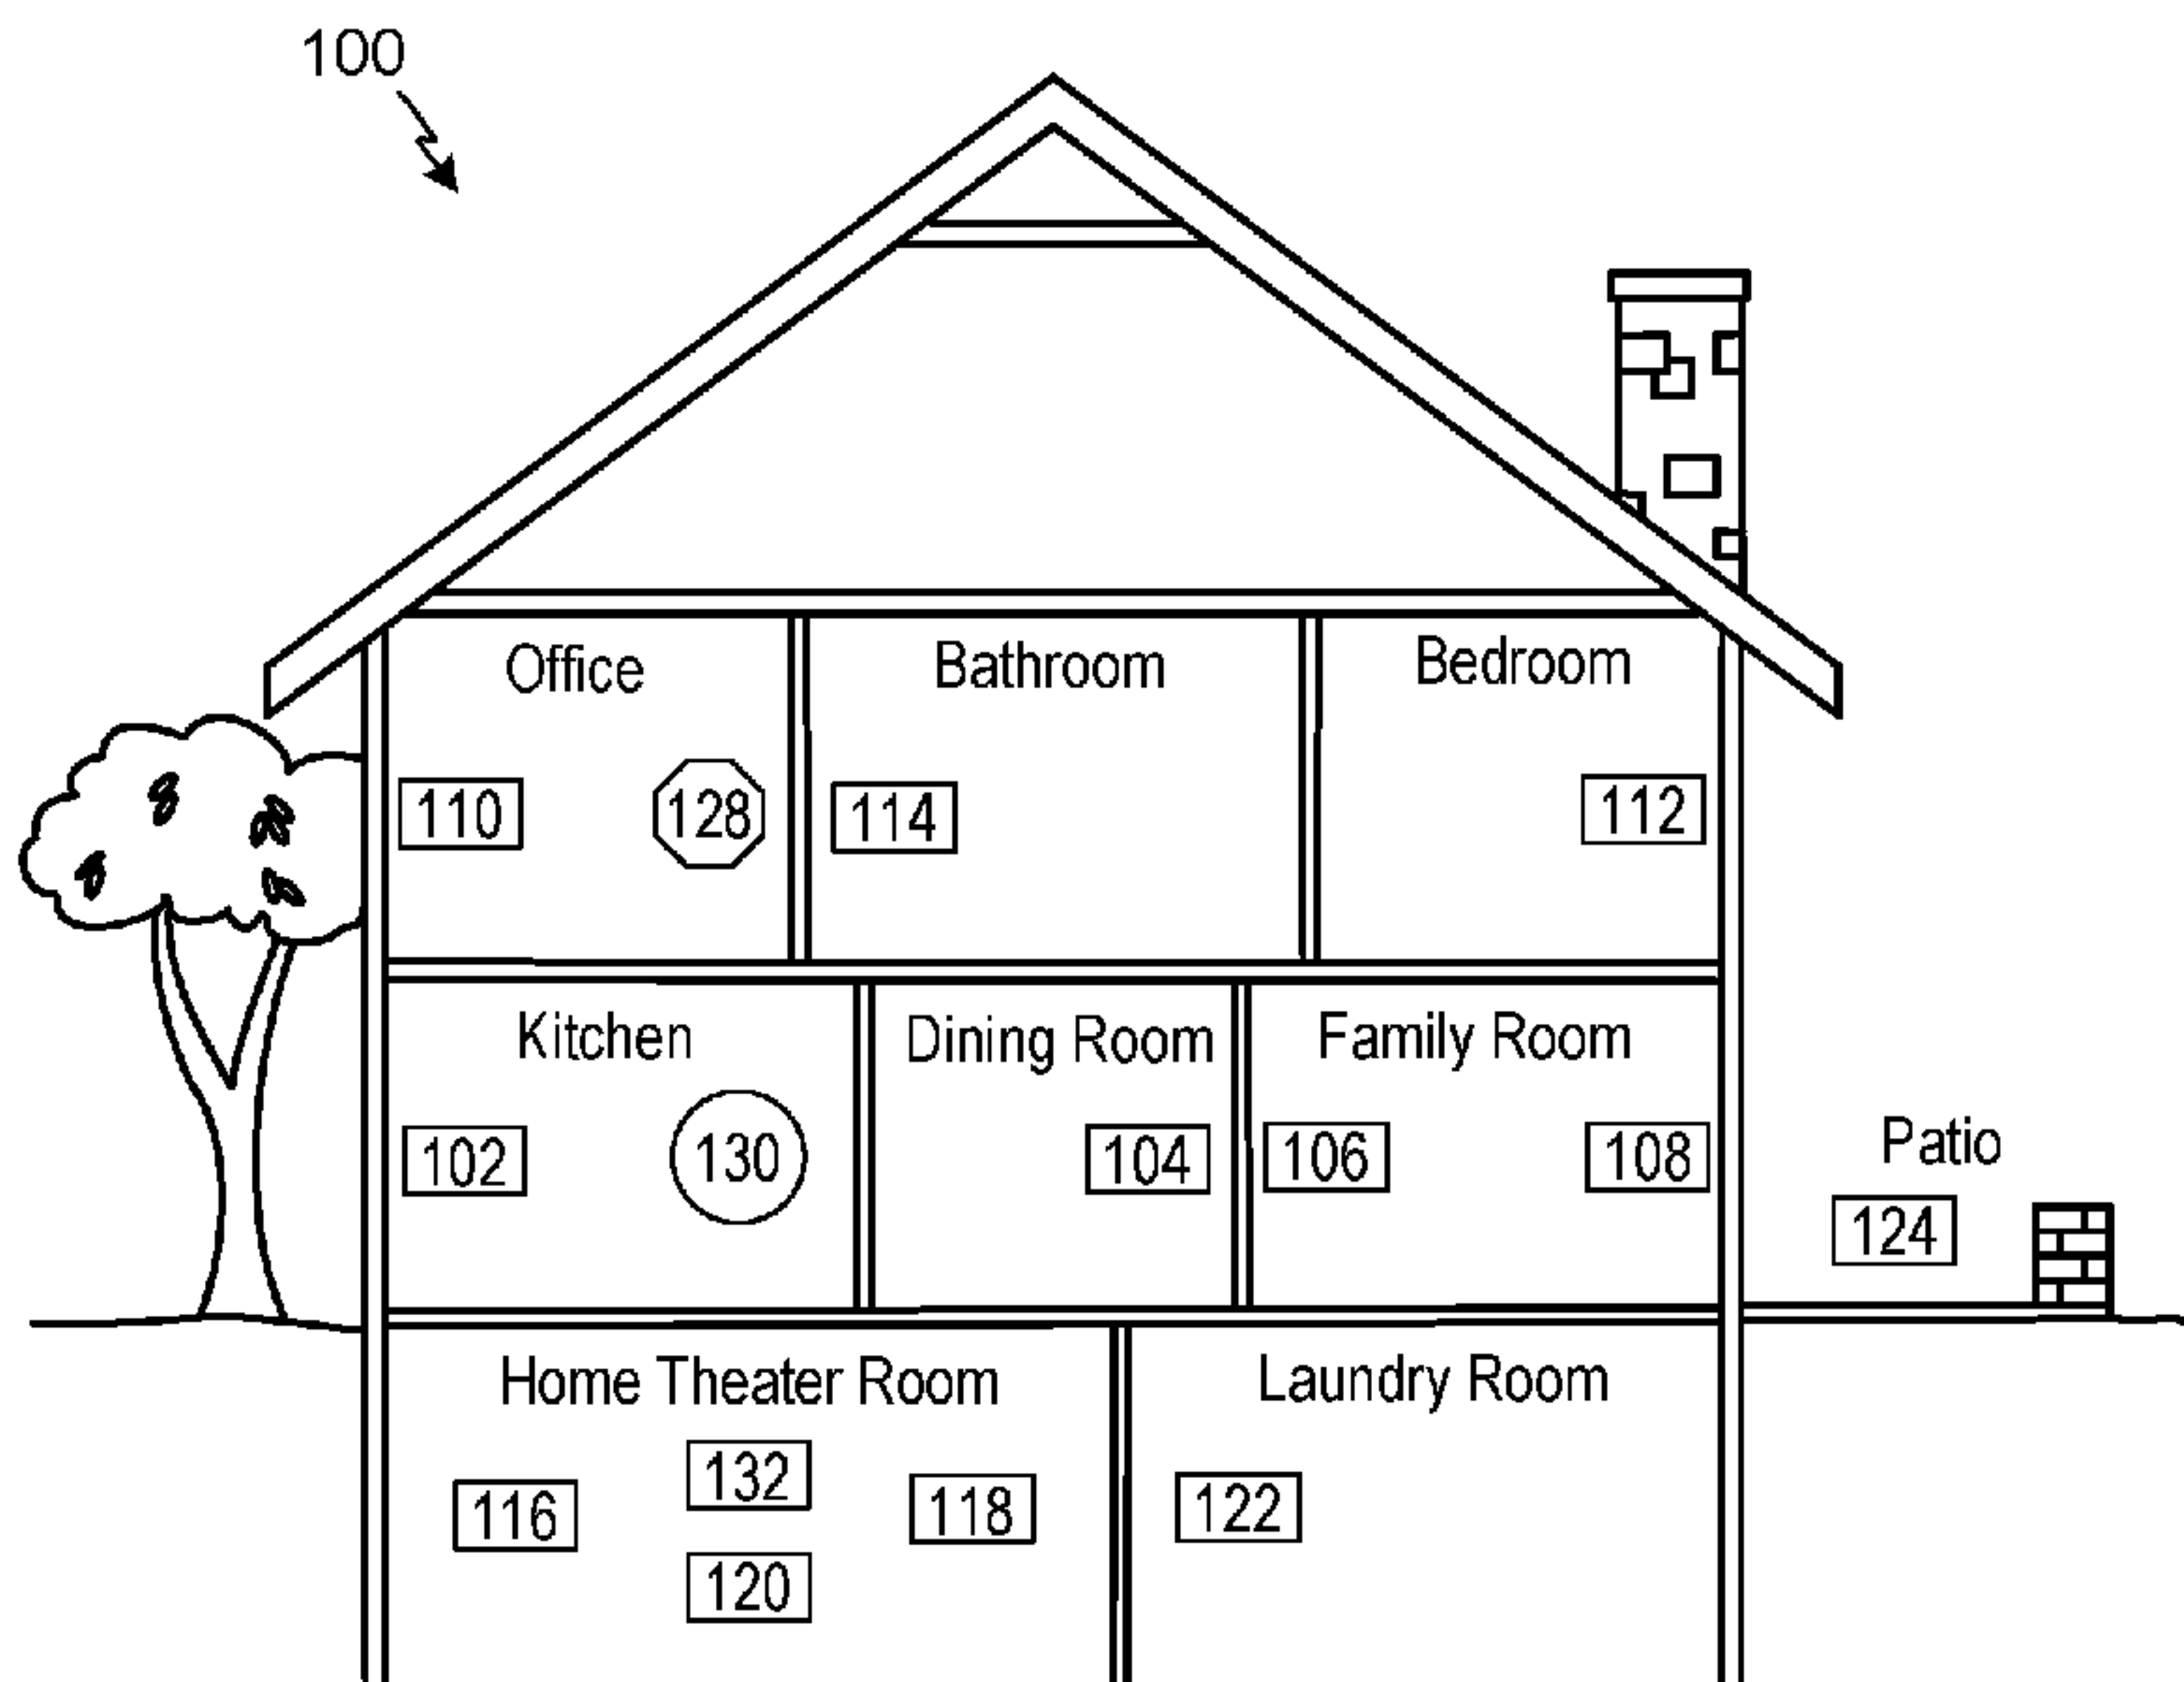 100
Office
Bathroom
Bedroom
110
128
114
112
Kitchen
Dining Room
Family Room
102
130
104
106
108
Patio
124
Home Theater Room
Laundry Room
116
132
118
122
120